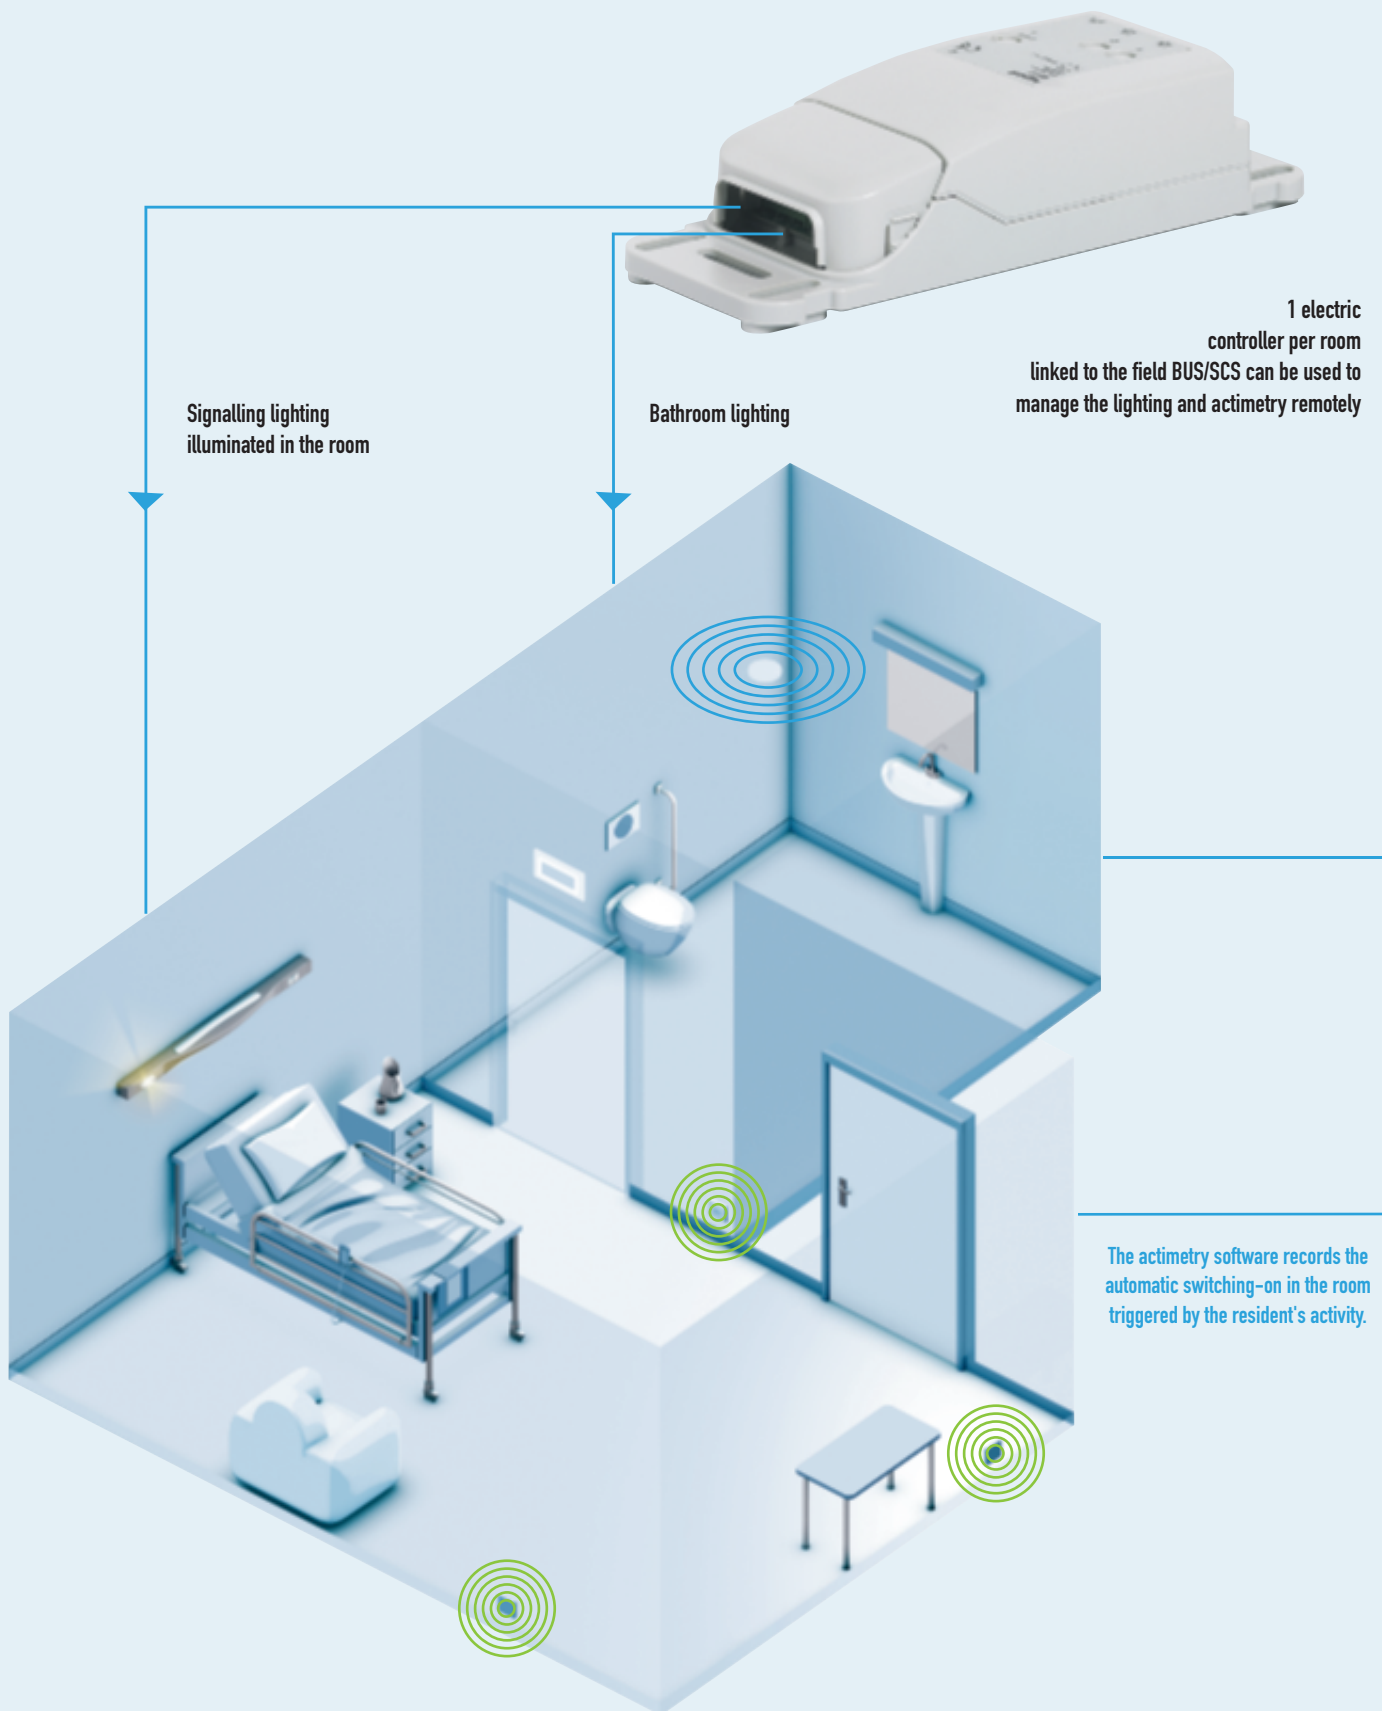 1 electric
controller per room
linked to the field BUS/SCS can be used to
manage the lighting and actimetry remotely
Signalling lighting
illuminated in the room
Bathroom lighting
The actimetry software records the
automatic switching-on in the room
triggered by the resident's activity.